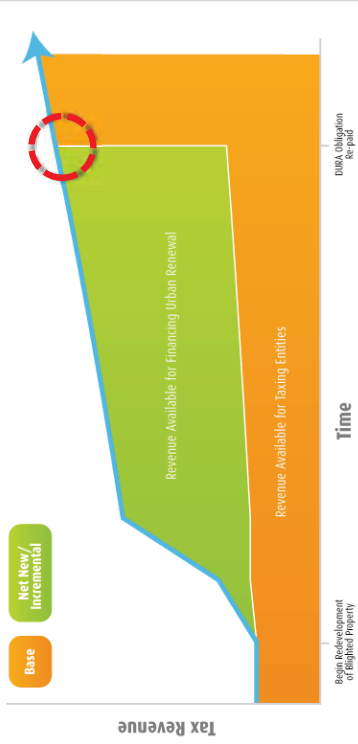 Base
Net New/
Incremental
Tax Revenue
Revenue Available for Financing Urban Renewal
Revenue Available for Taxing Entities
Begin Redevelopment
of Blighted Property
DURA Obligation
Re-paid
Time